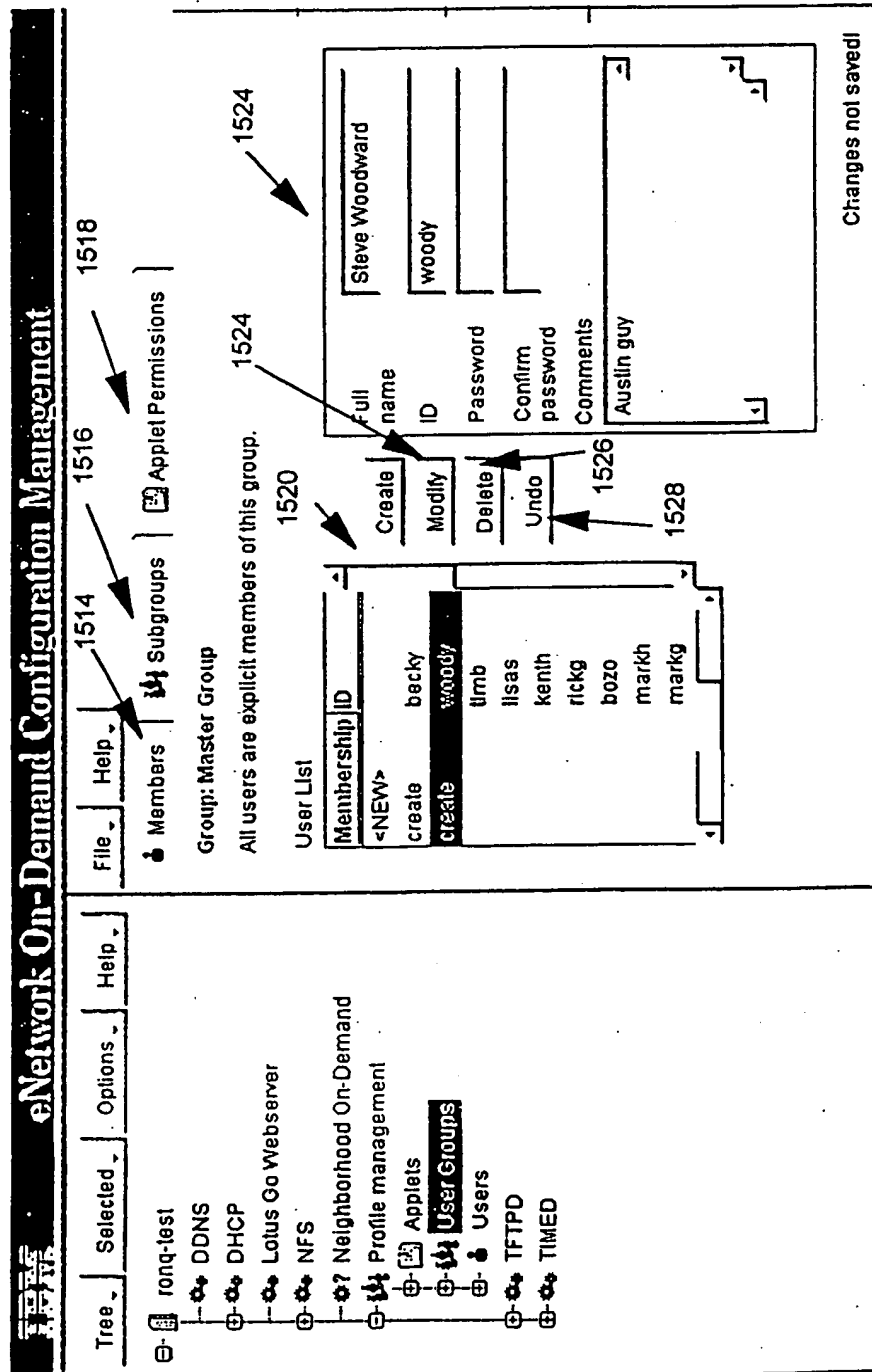 IBM eNetwork On-Demand Configuration Management
Tree Selected Options Help
ronq-test
DDNS
DHCP
Lotus Go Webserver
NFS
Neighborhood On-Demand
Profile management
Applets
User Groups
Users
TFTPD
TIMED
File Help
1514
1516
1518
Members Subgroups Applet Permissions
Group: Master Group
All users are explicit members of this group.
1520
1524
1524
User List
Membership ID
<NEW>
create becky
create woody
timb
lisas
kenth
rickg
bozo
markh
markg
Create
Modify
Delete
Undo
1526
1528
Full name Steve Woodward
ID woody
Password
Confirm password
Comments
Austin guy
Changes not saved!